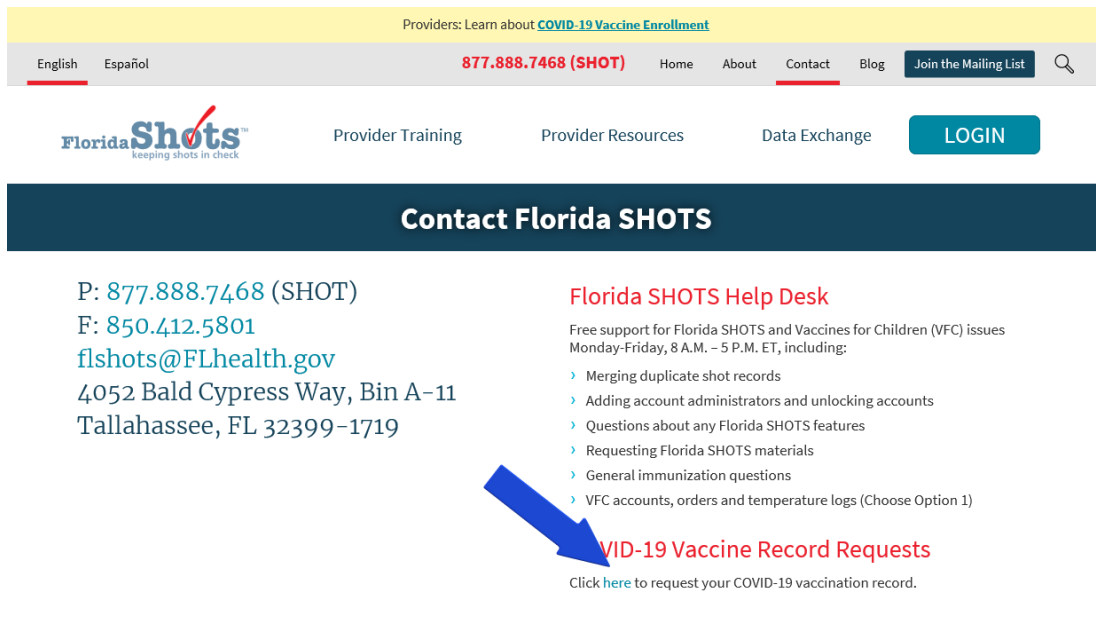 Providers: Learn about COVID-19 Vaccine Enrollment
English Español 877.888.7468 (SHOT) Home About Contact Blog Join the Mailing List
Florida Shots™
keeping shots in check
Provider Training Provider Resources Data Exchange LOGIN
Contact Florida SHOTS
P: 877.888.7468 (SHOT)
F: 850.412.5801
flshots@FLhealth.gov
4052 Bald Cypress Way, Bin A-11
Tallahassee, FL 32399-1719
Florida SHOTS Help Desk
Free support for Florida SHOTS and Vaccines for Children (VFC) issues
Monday-Friday, 8 A.M. – 5 P.M. ET, including:
› Merging duplicate shot records
› Adding account administrators and unlocking accounts
› Questions about any Florida SHOTS features
› Requesting Florida SHOTS materials
› General immunization questions
› VFC accounts, orders and temperature logs (Choose Option 1)
COVID-19 Vaccine Record Requests
Click here to request your COVID-19 vaccination record.